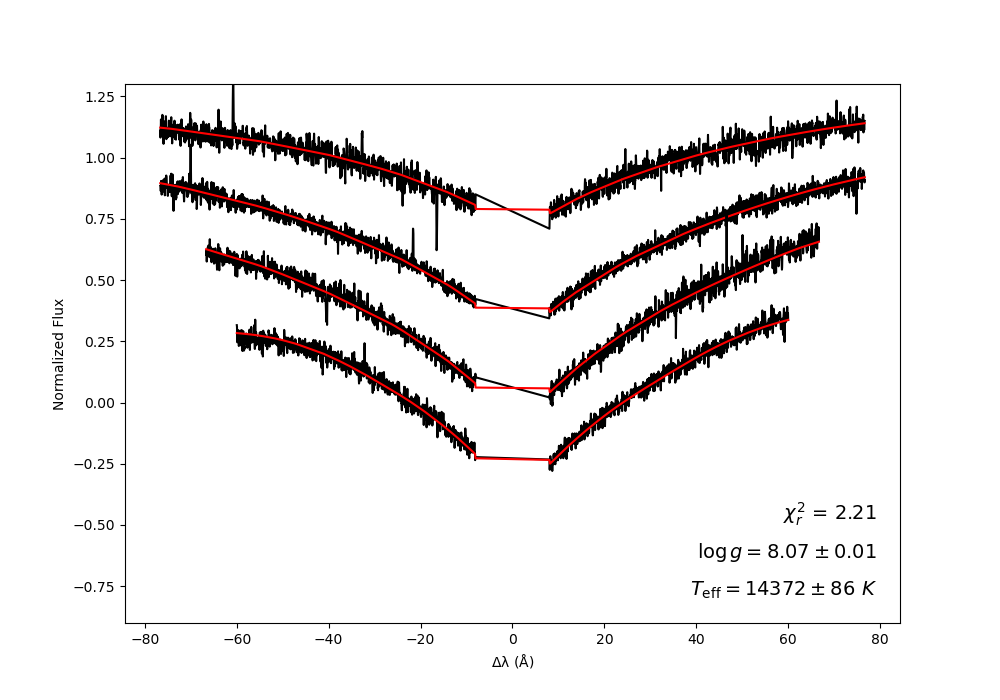 1.25
1.00
0.75
0.50
0.25
0.00
−0.25
−0.50
−0.75
Normalized Flux
χ²ᵣ = 2.21
log g = 8.07 ± 0.01
T_eff = 14372 ± 86 K
−80 −60 −40 −20 0 20 40 60 80
Δλ (Å)